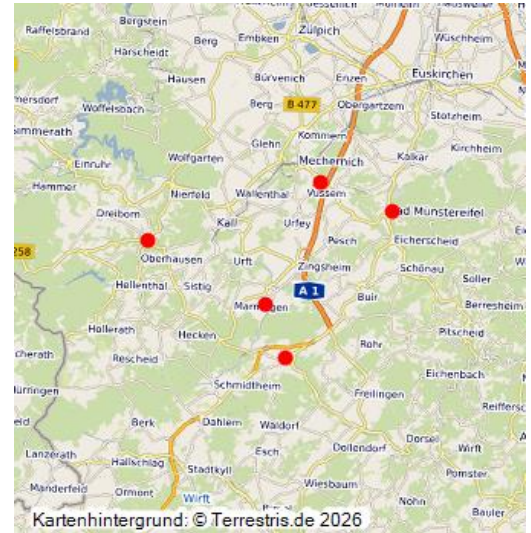 Bergstein
Raffelsbrand
Berg
Embken
Zülpich
Wüschheim
Harscheidt
Hausen
Bürvenich
Enzen
Euskirchen
Woffelsbach
Berg
B 477
Obergartzem
Stotzheim
Simmerath
Glehn
Kommern
Einruhr
Wolfgarten
Mechernich
Kalkar
Kirchheim
Hammer
Nierfeld
Wallenthal
Vussem
Dreiborn
Kall
Urfey
Bad Münstereifel
258
Oberhausen
Urft
Pesch
Eicherscheid
Zingsheim
Schönau
Hellenthal
Sistig
Soller
A 1
Buir
Marmagen
Berresheim
Hollerath
Hecken
Rohr
Pitscheid
Rescheid
Schmidtheim
Eichenbach
Freilingen
Berk
Dahlem
Waldorf
Dorsel
Lanzerath
Esch
Dollendorf
Wirft
Hallschlag
Stadtkyll
Pomster
Manderfeld
Ormont
Wirft
Wiesbaum
Nohn
Bauler
Kartenhintergrund: © Terrestris.de 2026